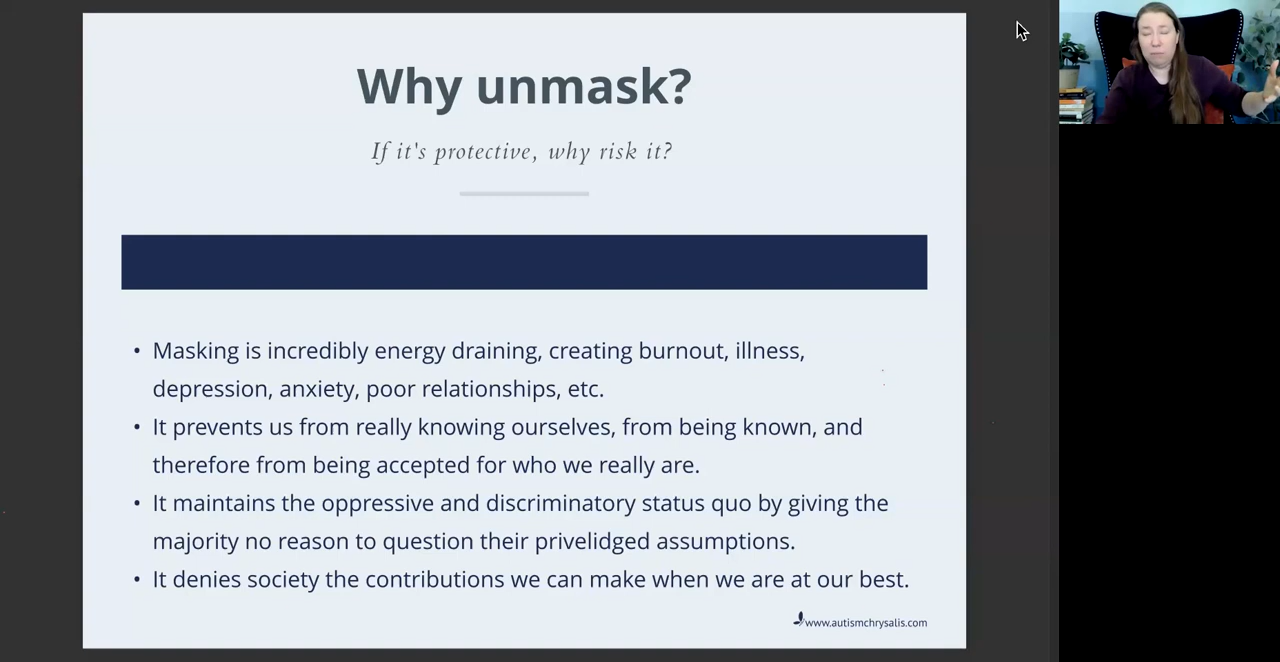 Why unmask?
If it's protective, why risk it?
• Masking is incredibly energy draining, creating burnout, illness,
depression, anxiety, poor relationships, etc.
• It prevents us from really knowing ourselves, from being known, and
therefore from being accepted for who we really are.
• It maintains the oppressive and discriminatory status quo by giving the
majority no reason to question their privelidged assumptions.
• It denies society the contributions we can make when we are at our best.
www.autismchrysalis.com